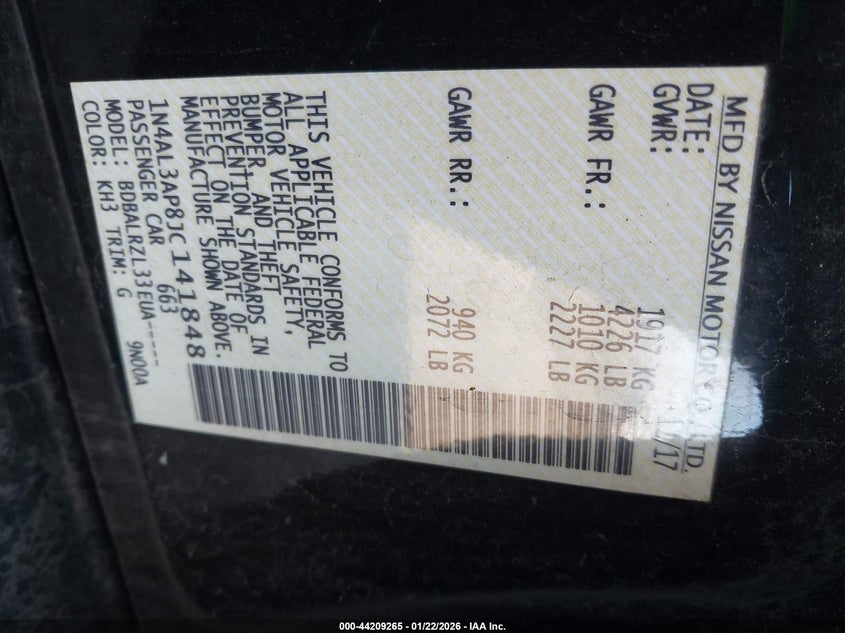 MFD BY NISSAN MOTOR CO., LTD.
DATE: /17
GVWR: 1917 KG
4226 LB
GAWR FR.: 1010 KG
2227 LB
GAWR RR.: 940 KG
2072 LB
THIS VEHICLE CONFORMS TO
ALL APPLICABLE FEDERAL
MOTOR VEHICLE SAFETY,
BUMPER, AND THEFT
PREVENTION STANDARDS IN
EFFECT ON THE DATE OF
MANUFACTURE SHOWN ABOVE.
1N4AL3AP8JC141848
PASSENGER CAR 663
MODEL: BDBALRZL33EUA-----
COLOR: KH3 TRIM: G 9N00A
000-44209265 - 01/22/2026 - IAA Inc.